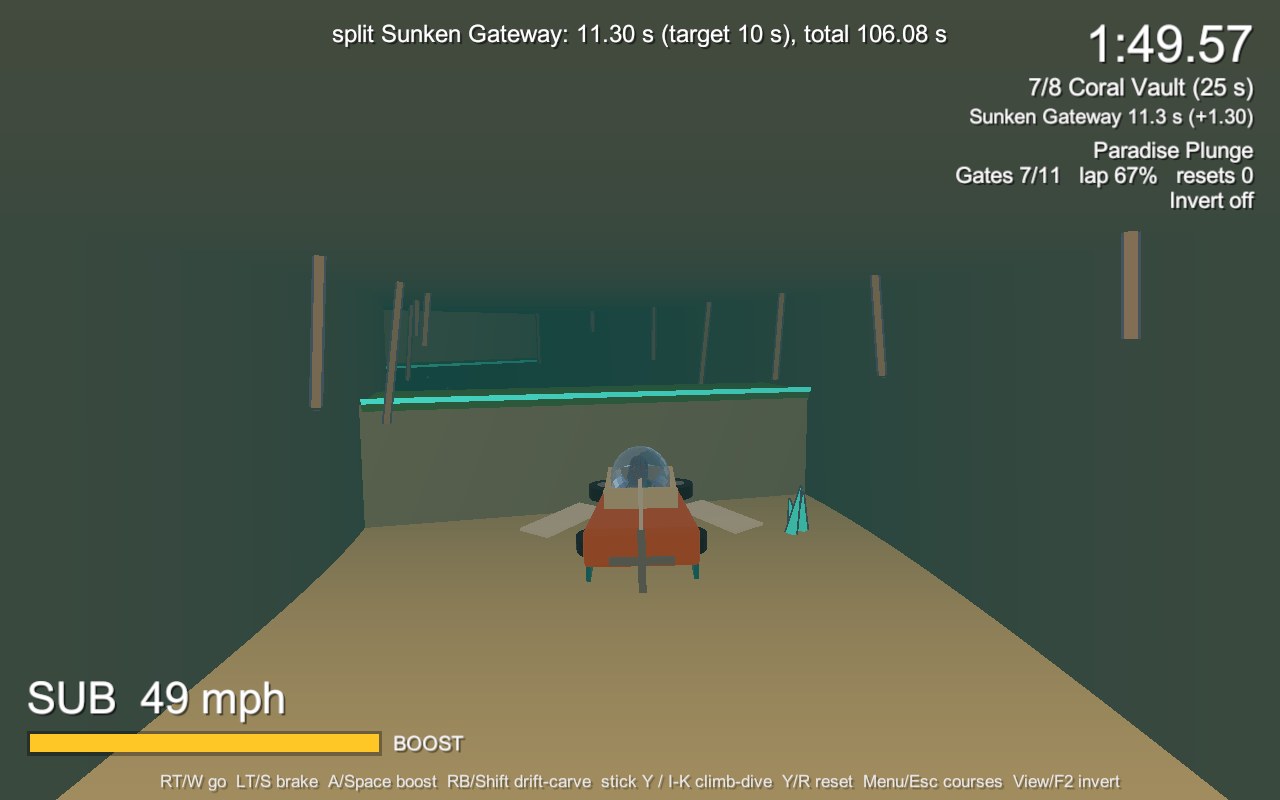 split Sunken Gateway: 11.30 s (target 10 s), total 106.08 s
1:49.57
7/8 Coral Vault (25 s)
Sunken Gateway 11.3 s (+1.30)
Paradise Plunge
Gates 7/11 lap 67% resets 0
Invert off
SUB 49 mph
BOOST
RT/W go LT/S brake A/Space boost RB/Shift drift-carve stick Y / I-K climb-dive Y/R reset Menu/Esc courses View/F2 invert